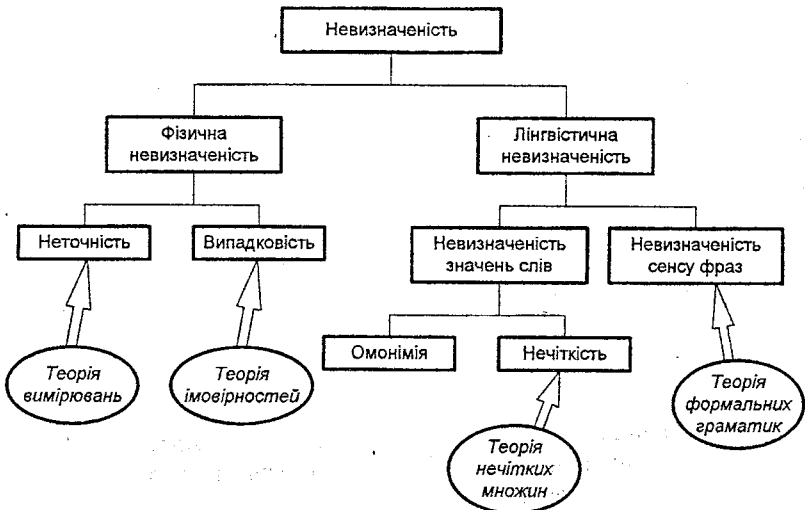 Невизначеність
Фізична
невизначеність
Лінгвістична
невизначеність
Неточність
Випадковість
Невизначеність
значень слів
Невизначеність
сенсу фраз
Омонімія
Нечіткість
Теорія
вимірювань
Теорія
імовірностей
Теорія
нечітких
множин
Теорія
формальних
граматик